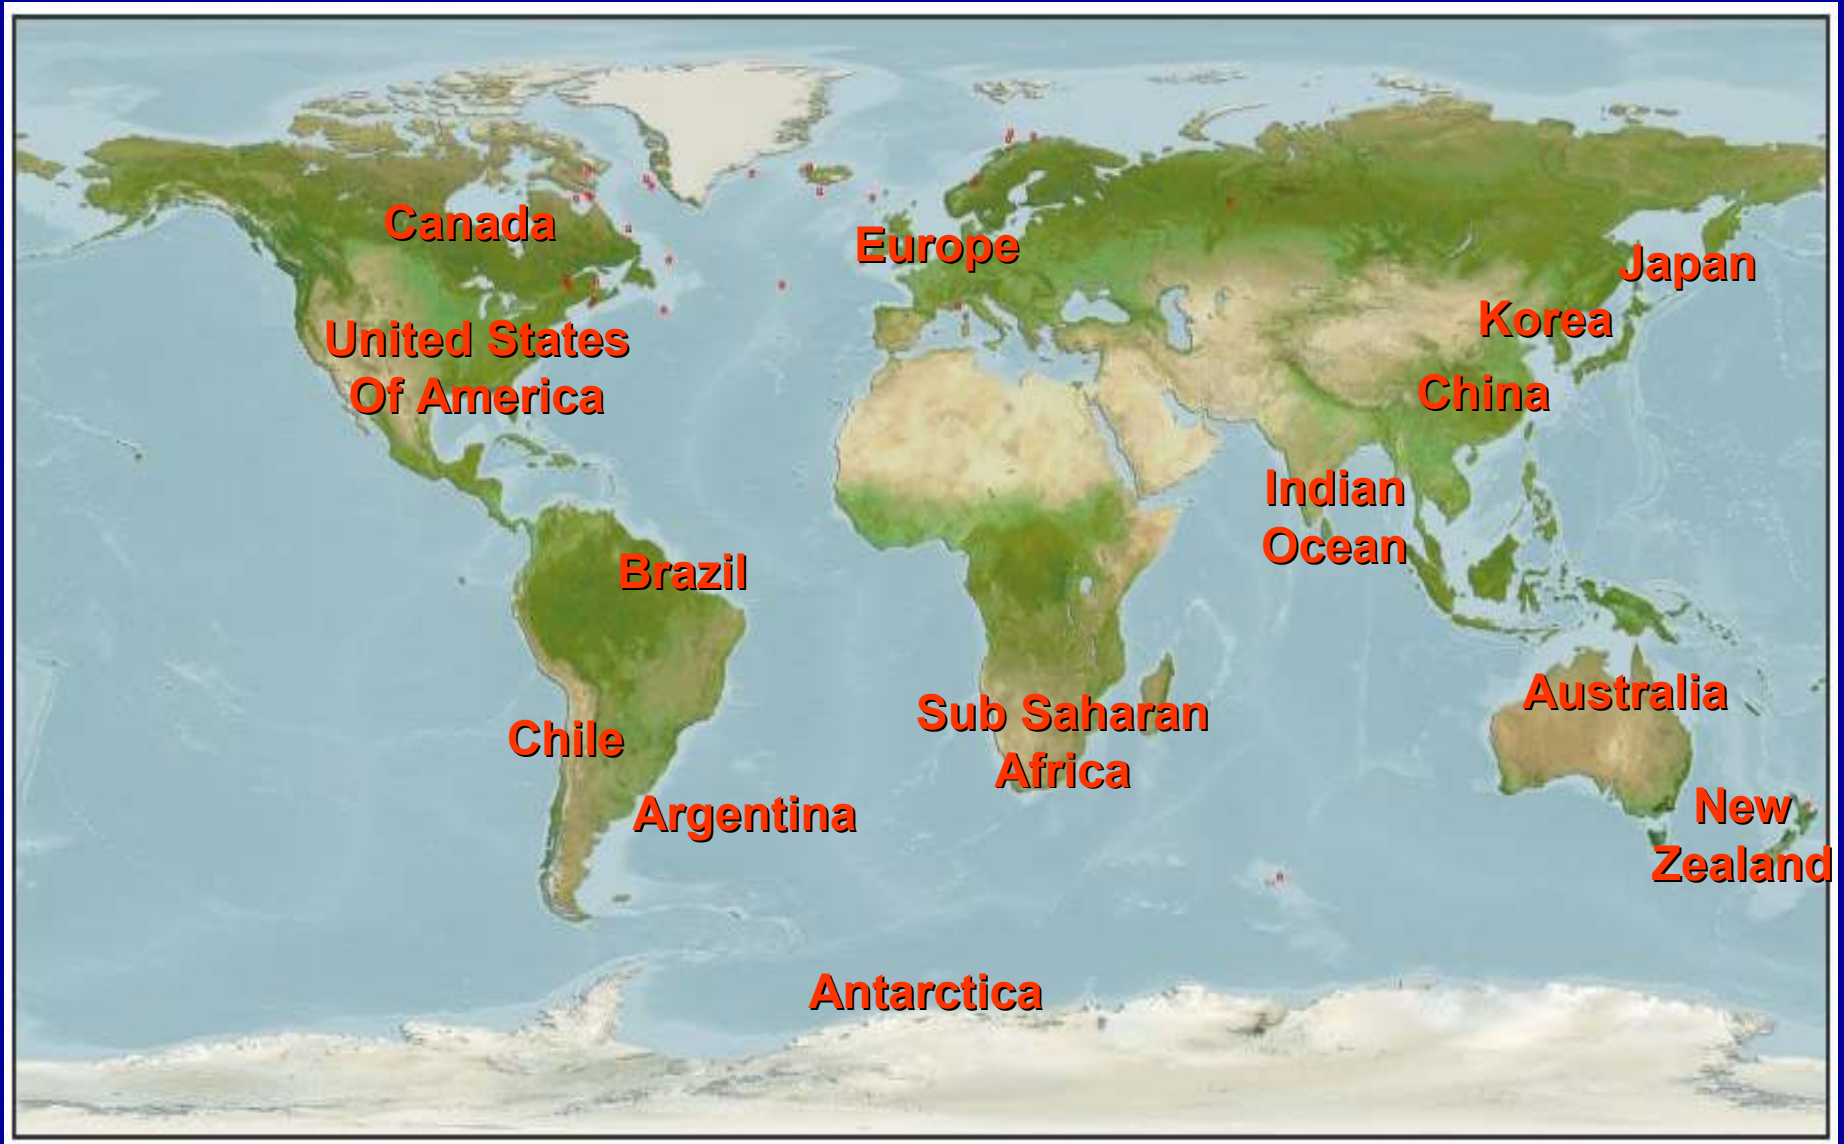 Canada
Europe
Japan
Korea
United States
Of America
China
Indian
Ocean
Brazil
Australia
Sub Saharan
Africa
Chile
New
Zealand
Argentina
Antarctica